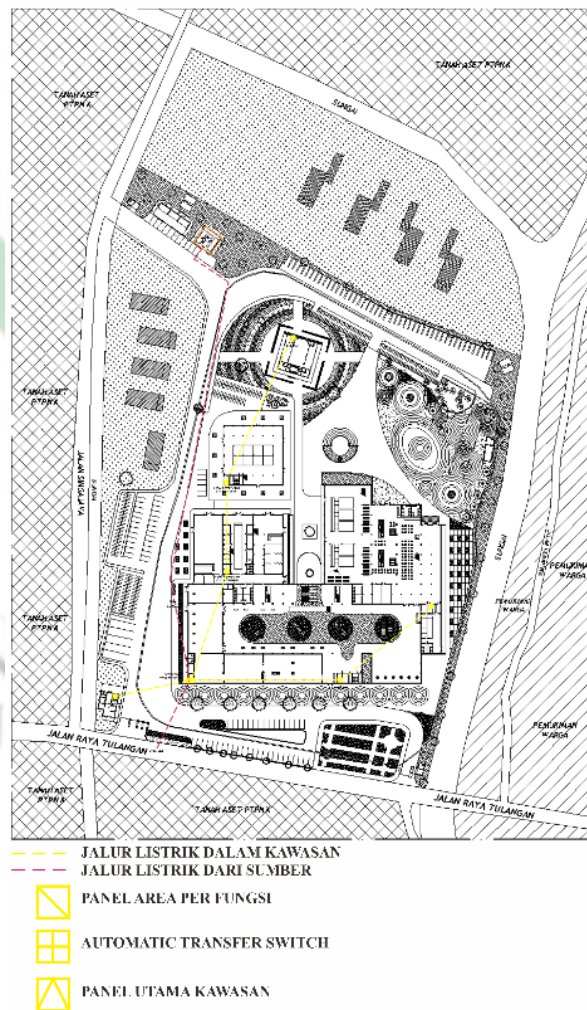 TANAH ASET PTPN.X
TANAH ASET
PTPN.X
SUNGAI
TANAH ASET
PTPN.X
JALAN SINGALAYA
SUNGAI
SUNGAI
PEMUKIMAN
WARGA
PEMUKIMAN
WARGA
TANAH ASET
PTPN.X
PEMUKIMAN
WARGA
JALAN RAYA TULANGAN
TANAH ASET
PTPN.X
TANAH ASET PTPN.X
JALAN RAYA TULANGAN
JALUR LISTRIK DALAM KAWASAN
JALUR LISTRIK DARI SUMBER
PANEL AREA PER FUNGSI
AUTOMATIC TRANSFER SWITCH
PANEL UTAMA KAWASAN